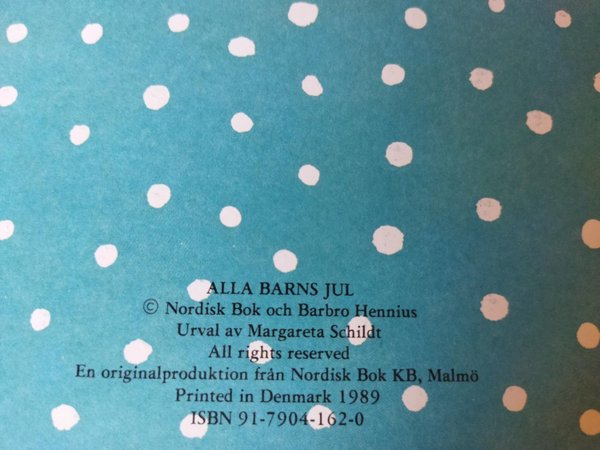 ALLA BARNS JUL
© Nordisk Bok och Barbro Hennius
Urval av Margareta Schildt
All rights reserved
En originalproduktion från Nordisk Bok KB, Malmö
Printed in Denmark 1989
ISBN 91-7904-162-0